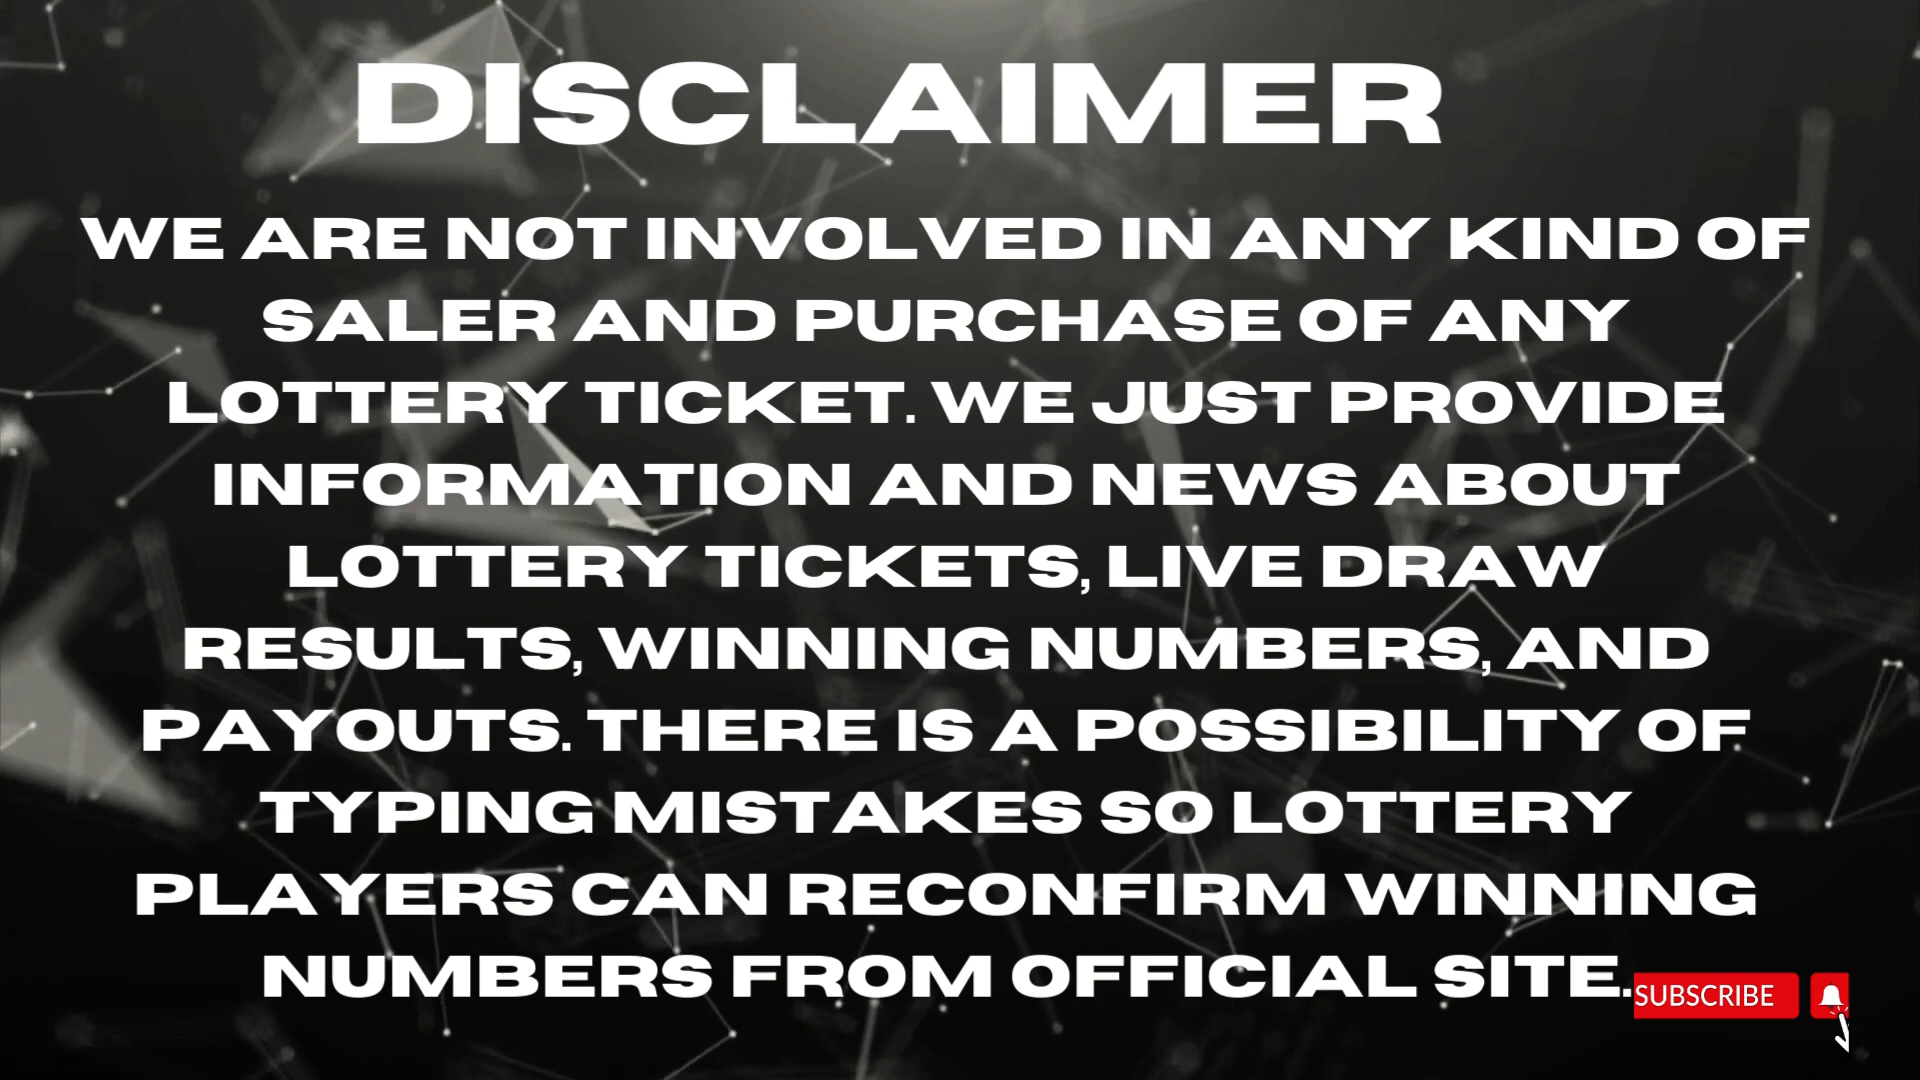 DISCLAIMER
WE ARE NOT INVOLVED IN ANY KIND OF
SALER AND PURCHASE OF ANY
LOTTERY TICKET. WE JUST PROVIDE
INFORMATION AND NEWS ABOUT
LOTTERY TICKETS, LIVE DRAW
RESULTS, WINNING NUMBERS, AND
PAYOUTS. THERE IS A POSSIBILITY OF
TYPING MISTAKES SO LOTTERY
PLAYERS CAN RECONFIRM WINNING
NUMBERS FROM OFFICIAL SITE.
SUBSCRIBE